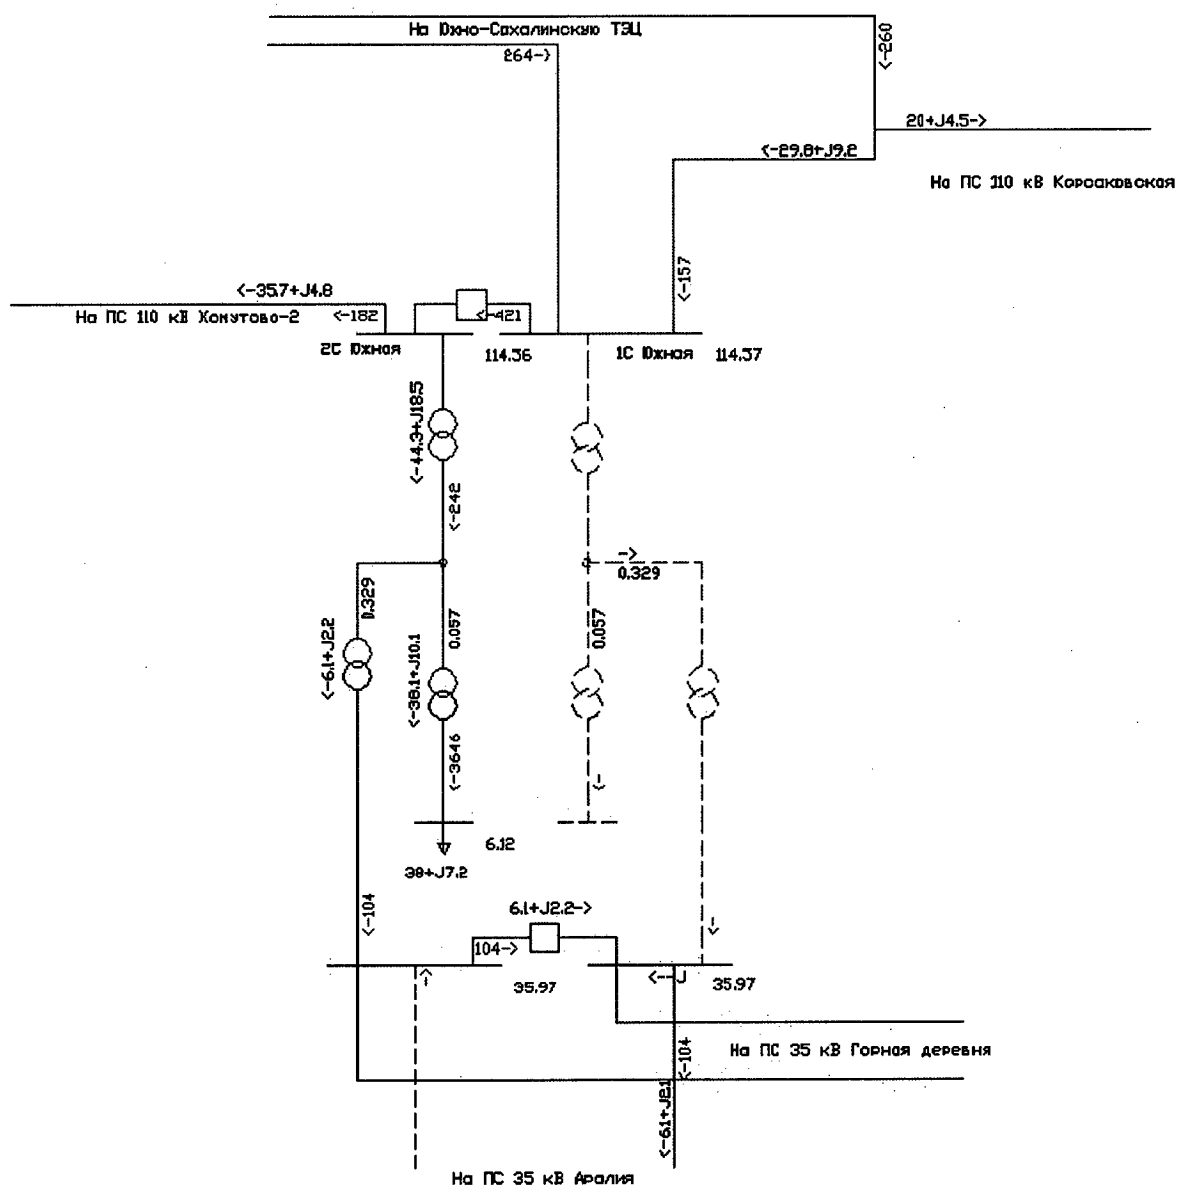 На Южно-Сахалинскую ТЭЦ
264->
<-260
20+J4.5->
<-29.8+J9.2
На ПС 110 кВ Корсаковская
<-157
<-35.7+J4.8
На ПС 110 кВ Хомутово-2
<-182
<-421
2С Южная
114.36
1С Южная
114.37
<-44.3+J18.5
<-242
->
0.329
0.329
0.057
0.057
<-6.1+J2.2
<-38.1+J10.1
<-3646
<-
6.12
38+J7.2
<-104
6.1+J2.2->
104->
<-
<-
35.97
<--J
35.97
На ПС 35 кВ Горная деревня
<-104
<-6.1+J2.1
На ПС 35 кВ Аралия